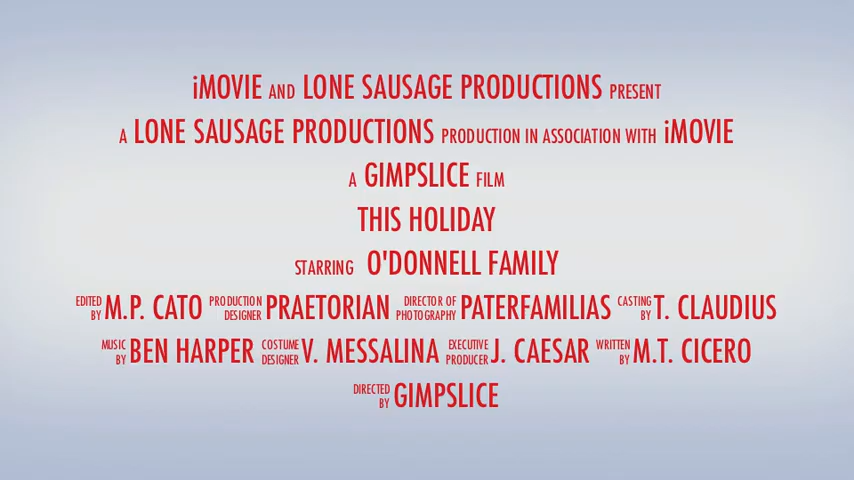 iMOVIE AND LONE SAUSAGE PRODUCTIONS PRESENT
A LONE SAUSAGE PRODUCTIONS PRODUCTION IN ASSOCIATION WITH iMOVIE
A GIMPSLICE FILM
THIS HOLIDAY
STARRING O'DONNELL FAMILY
EDITED BY M.P. CATO PRODUCTION DESIGNER PRAETORIAN DIRECTOR OF PHOTOGRAPHY PATERFAMILIAS CASTING BY T. CLAUDIUS
MUSIC BY BEN HARPER COSTUME DESIGNER V. MESSALINA EXECUTIVE PRODUCER J. CAESAR WRITTEN BY M.T. CICERO
DIRECTED BY GIMPSLICE